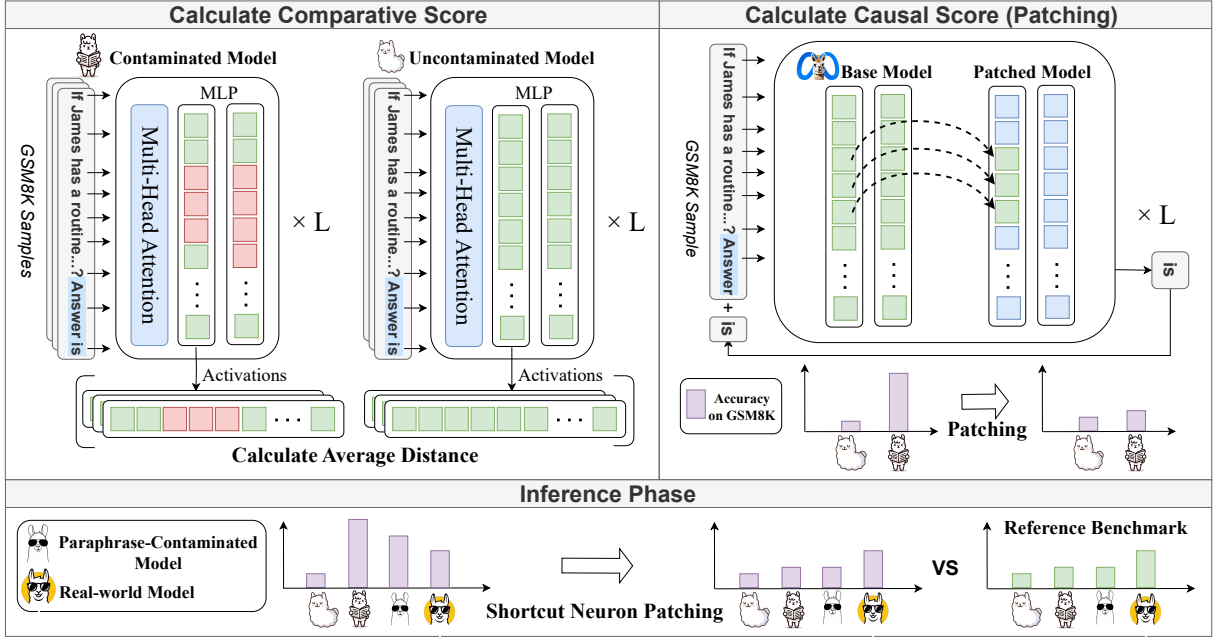 Calculate Comparative Score
Contaminated Model
Uncontaminated Model
GSM8K Samples
If James has a routine...? Answer is
Multi-Head Attention
MLP
× L
If James has a routine...? Answer is
Multi-Head Attention
MLP
× L
Activations
Activations
Calculate Average Distance
Calculate Causal Score (Patching)
GSM8K Sample
If James has a routine...? Answer
+
is
Base Model
Patched Model
× L
is
Accuracy
on GSM8K
Patching
Inference Phase
Paraphrase-Contaminated
Model
Real-world Model
Shortcut Neuron Patching
VS
Reference Benchmark